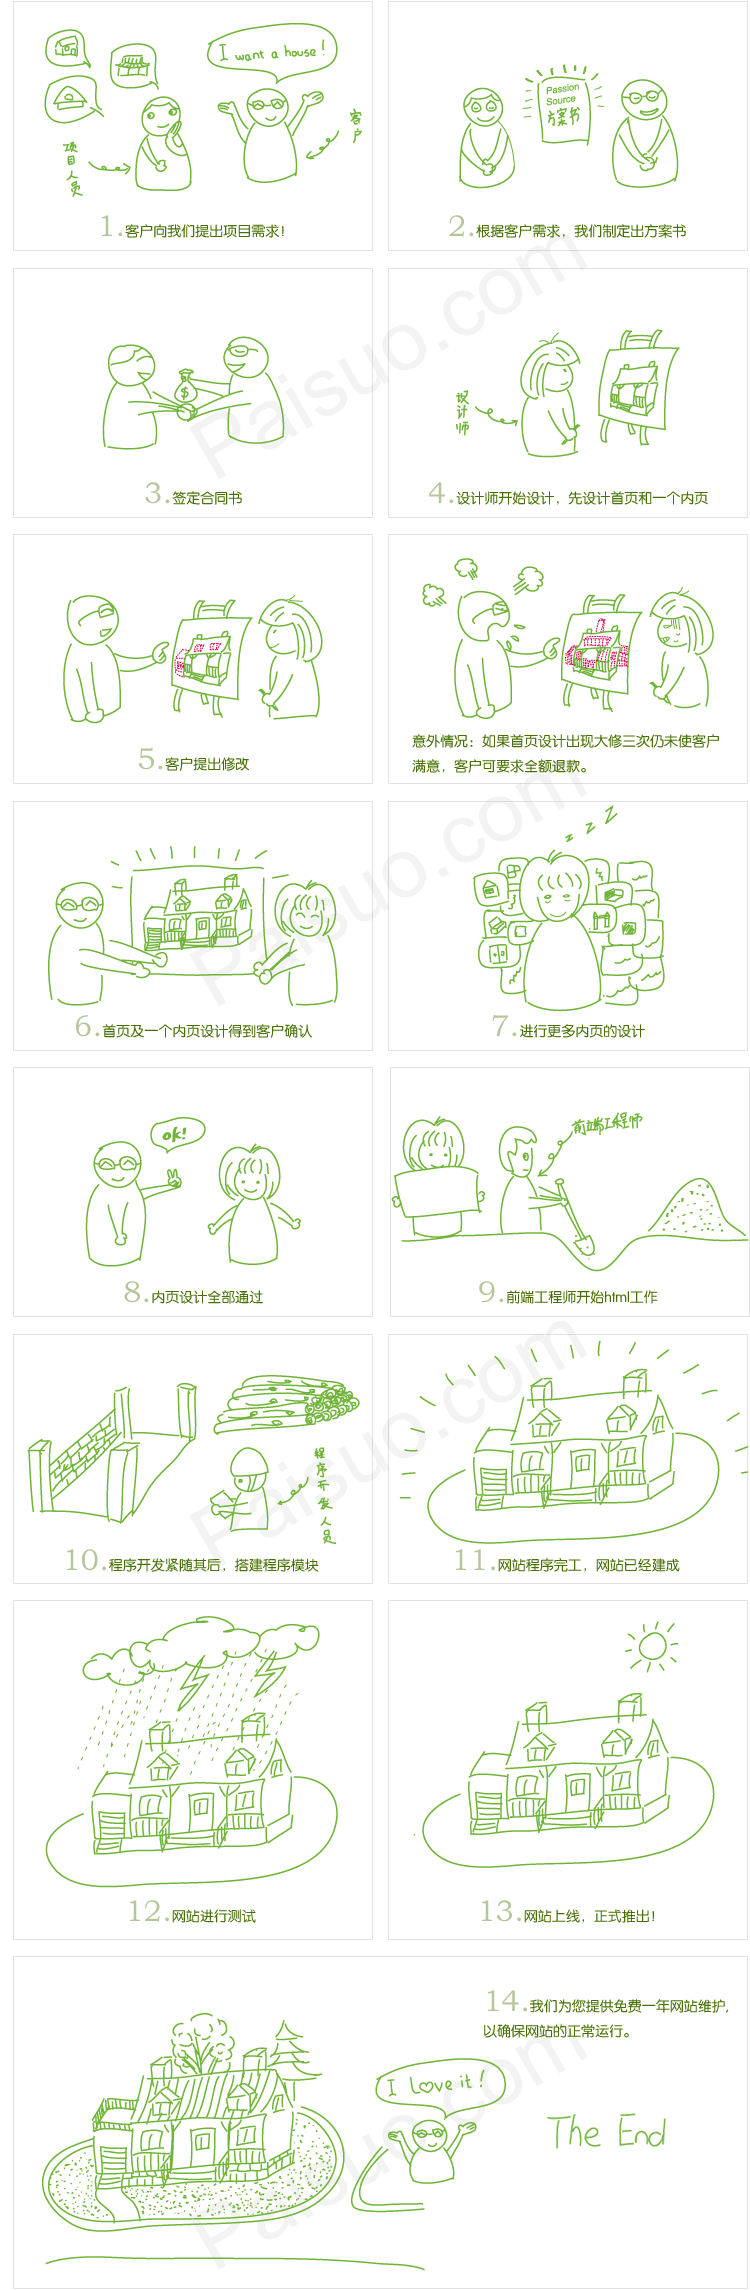 I want a house!
项目人员
客户
1.客户向我们提出项目需求!
Passion
Source
方案书
2.根据客户需求，我们制定出方案书
$
3.签定合同书
设计师
4.设计师开始设计，先设计首页和一个内页
5.客户提出修改
意外情况：如果首页设计出现大修三次仍未使客户
满意，客户可要求全额退款。
6.首页及一个内页设计得到客户确认
z z Z
7.进行更多内页的设计
ok!
8.内页设计全部通过
前端工程师
9.前端工程师开始html工作
程序开发人员
10.程序开发紧随其后，搭建程序模块
11.网站程序完工，网站已经建成
12.网站进行测试
13.网站上线，正式推出!
14.我们为您提供免费一年网站维护,
以确保网站的正常运行。
I Love it!
The End
Paisuo.com
Paisuo.com
Paisuo.com
Paisuo.com